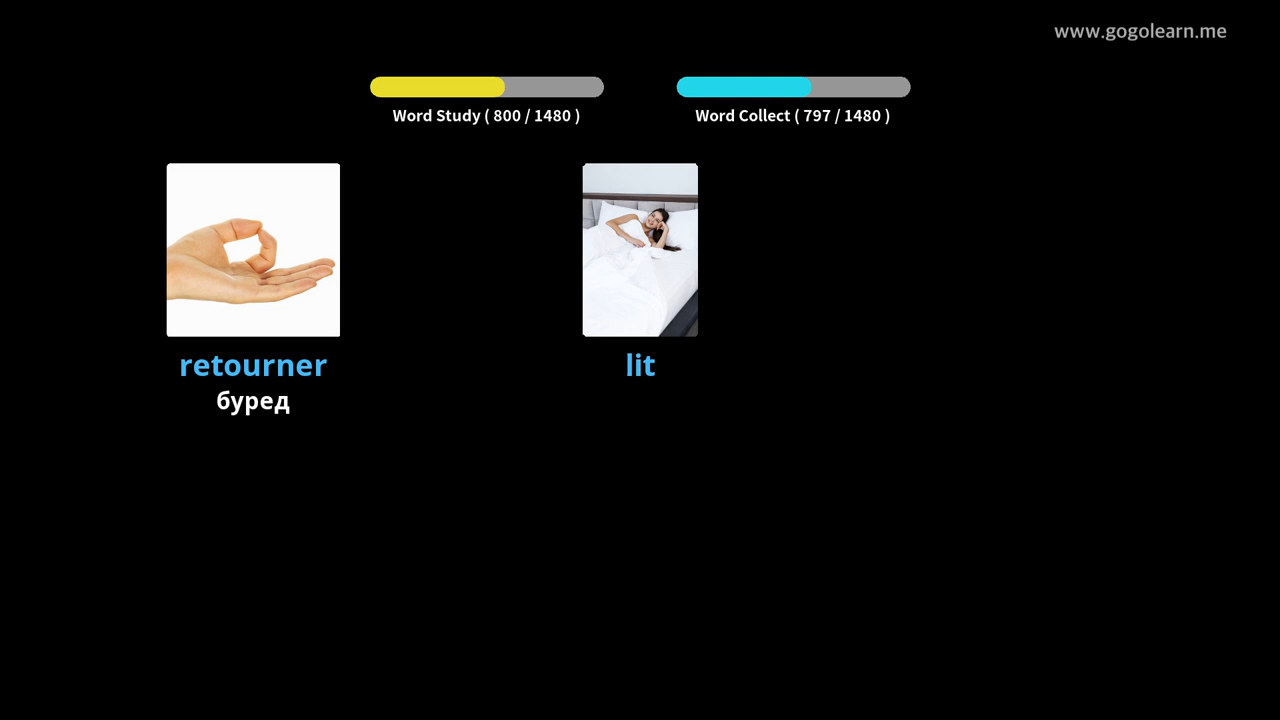 www.gogolearn.me
Word Study ( 800 / 1480 )
Word Collect ( 797 / 1480 )
retourner
буред
lit